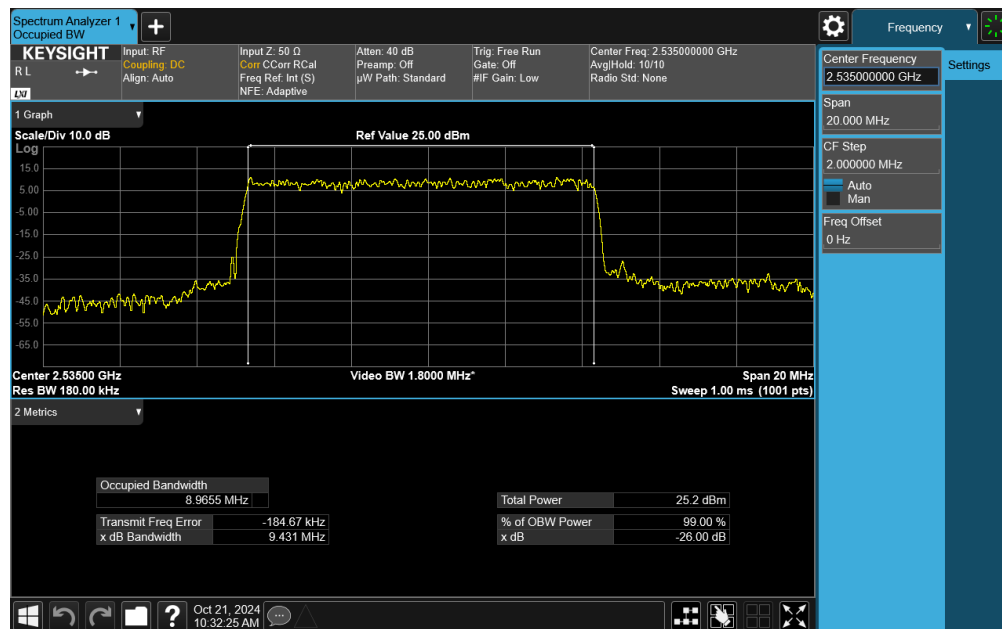 Spectrum Analyzer 1
Occupied BW
Frequency
KEYSIGHT
R L
LXI
Input: RF
Coupling: DC
Align: Auto
Input Z: 50 Ω
Corr CCorr RCal
Freq Ref: Int (S)
NFE: Adaptive
Atten: 40 dB
Preamp: Off
µW Path: Standard
Trig: Free Run
Gate: Off
#IF Gain: Low
Center Freq: 2.535000000 GHz
Avg|Hold: 10/10
Radio Std: None
Center Frequency
2.535000000 GHz
Settings
Span
20.000 MHz
CF Step
2.000000 MHz
Auto
Man
Freq Offset
0 Hz
1 Graph
Scale/Div 10.0 dB
Ref Value 25.00 dBm
Log
15.0
5.00
-5.00
-15.0
-25.0
-35.0
-45.0
-55.0
-65.0
Center 2.53500 GHz
Video BW 1.8000 MHz*
Span 20 MHz
Res BW 180.00 kHz
Sweep 1.00 ms (1001 pts)
2 Metrics
Occupied Bandwidth
8.9655 MHz
Total Power 25.2 dBm
Transmit Freq Error -184.67 kHz
% of OBW Power 99.00 %
x dB Bandwidth 9.431 MHz
x dB -26.00 dB
?
Oct 21, 2024
10:32:25 AM